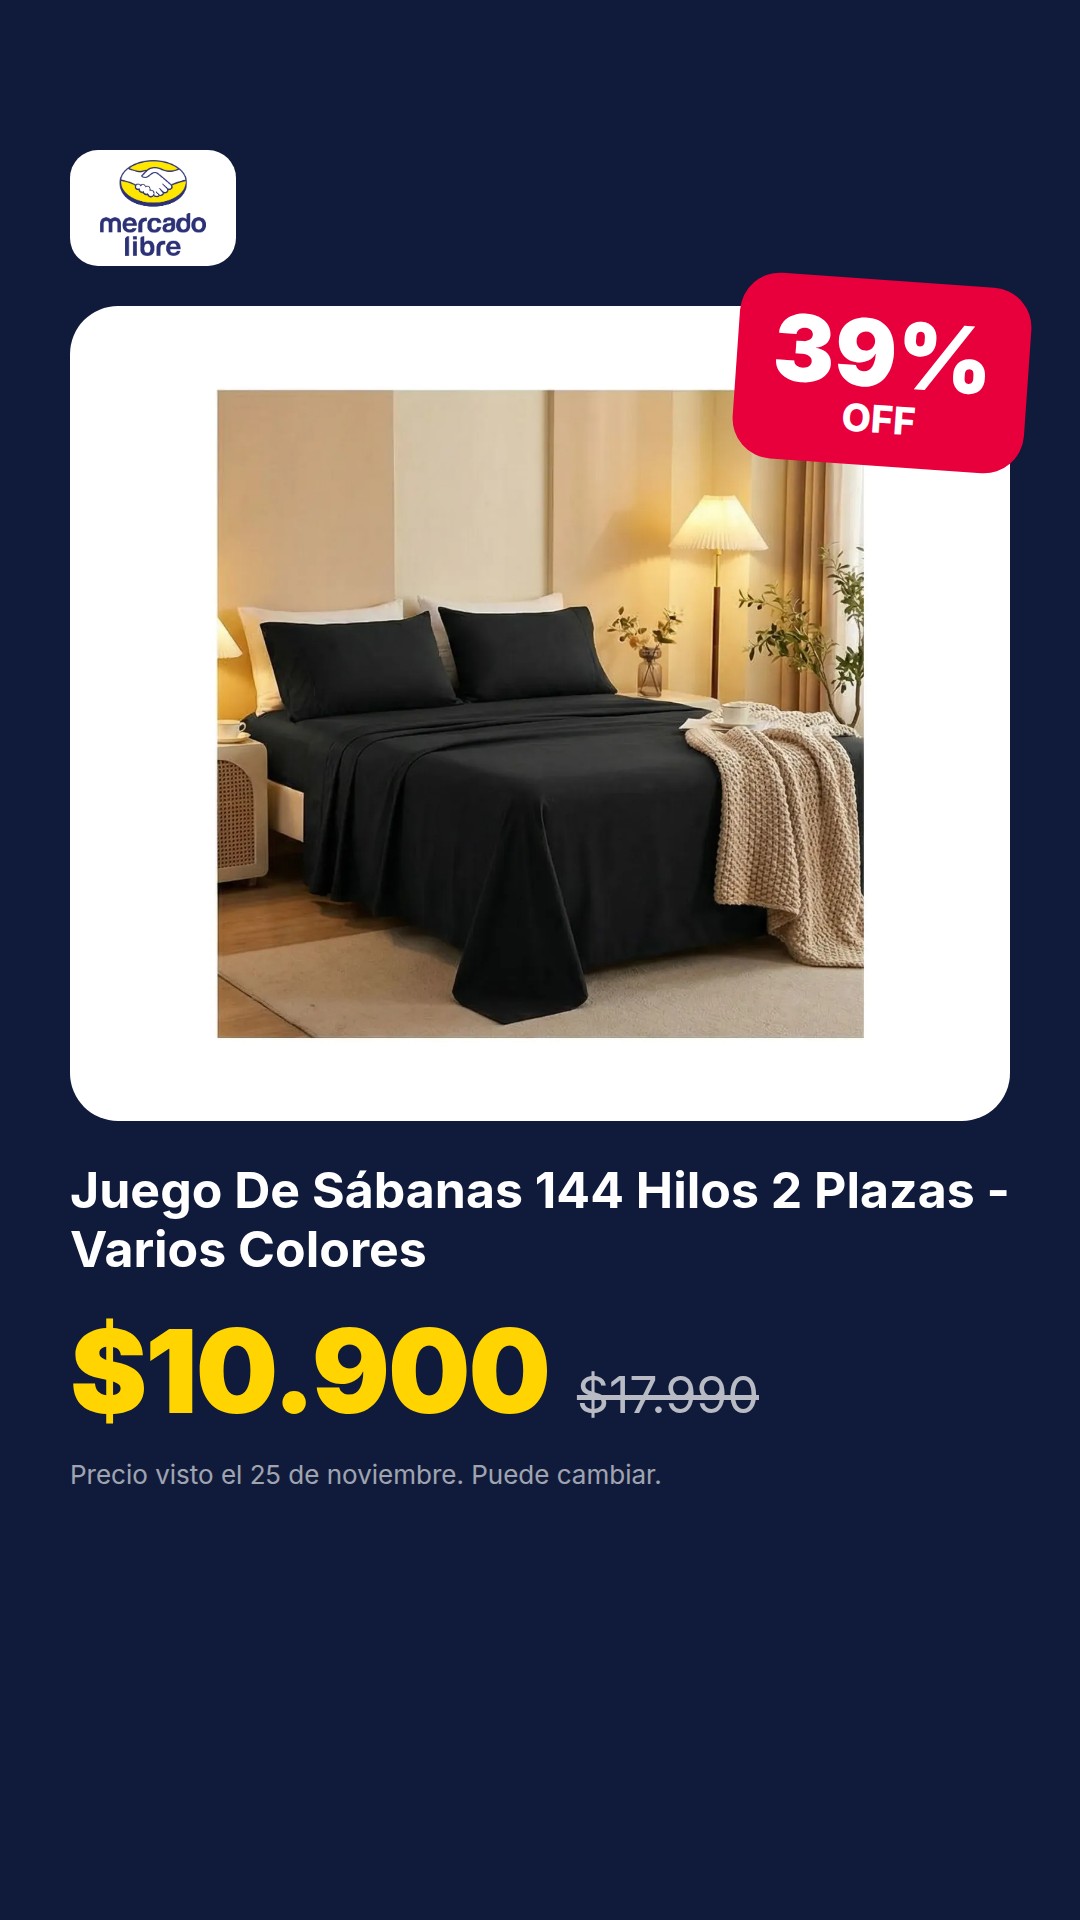 mercado
libre
39%
OFF
Juego De Sábanas 144 Hilos 2 Plazas -
Varios Colores
$10.900 $17.990
Precio visto el 25 de noviembre. Puede cambiar.